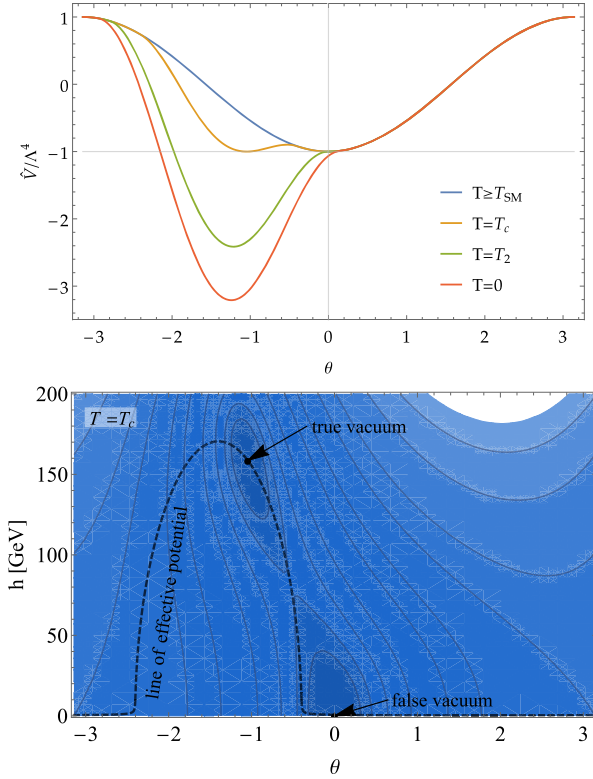 1
0
−1
−2
−3
V̂/Λ⁴
T≥T_SM
T=T_c
T=T_2
T=0
−3 −2 −1 0 1 2 3
θ
200
150
100
50
0
h [GeV]
T =T_c
true vacuum
line of effective potential
false vacuum
-3 -2 -1 0 1 2 3
θ